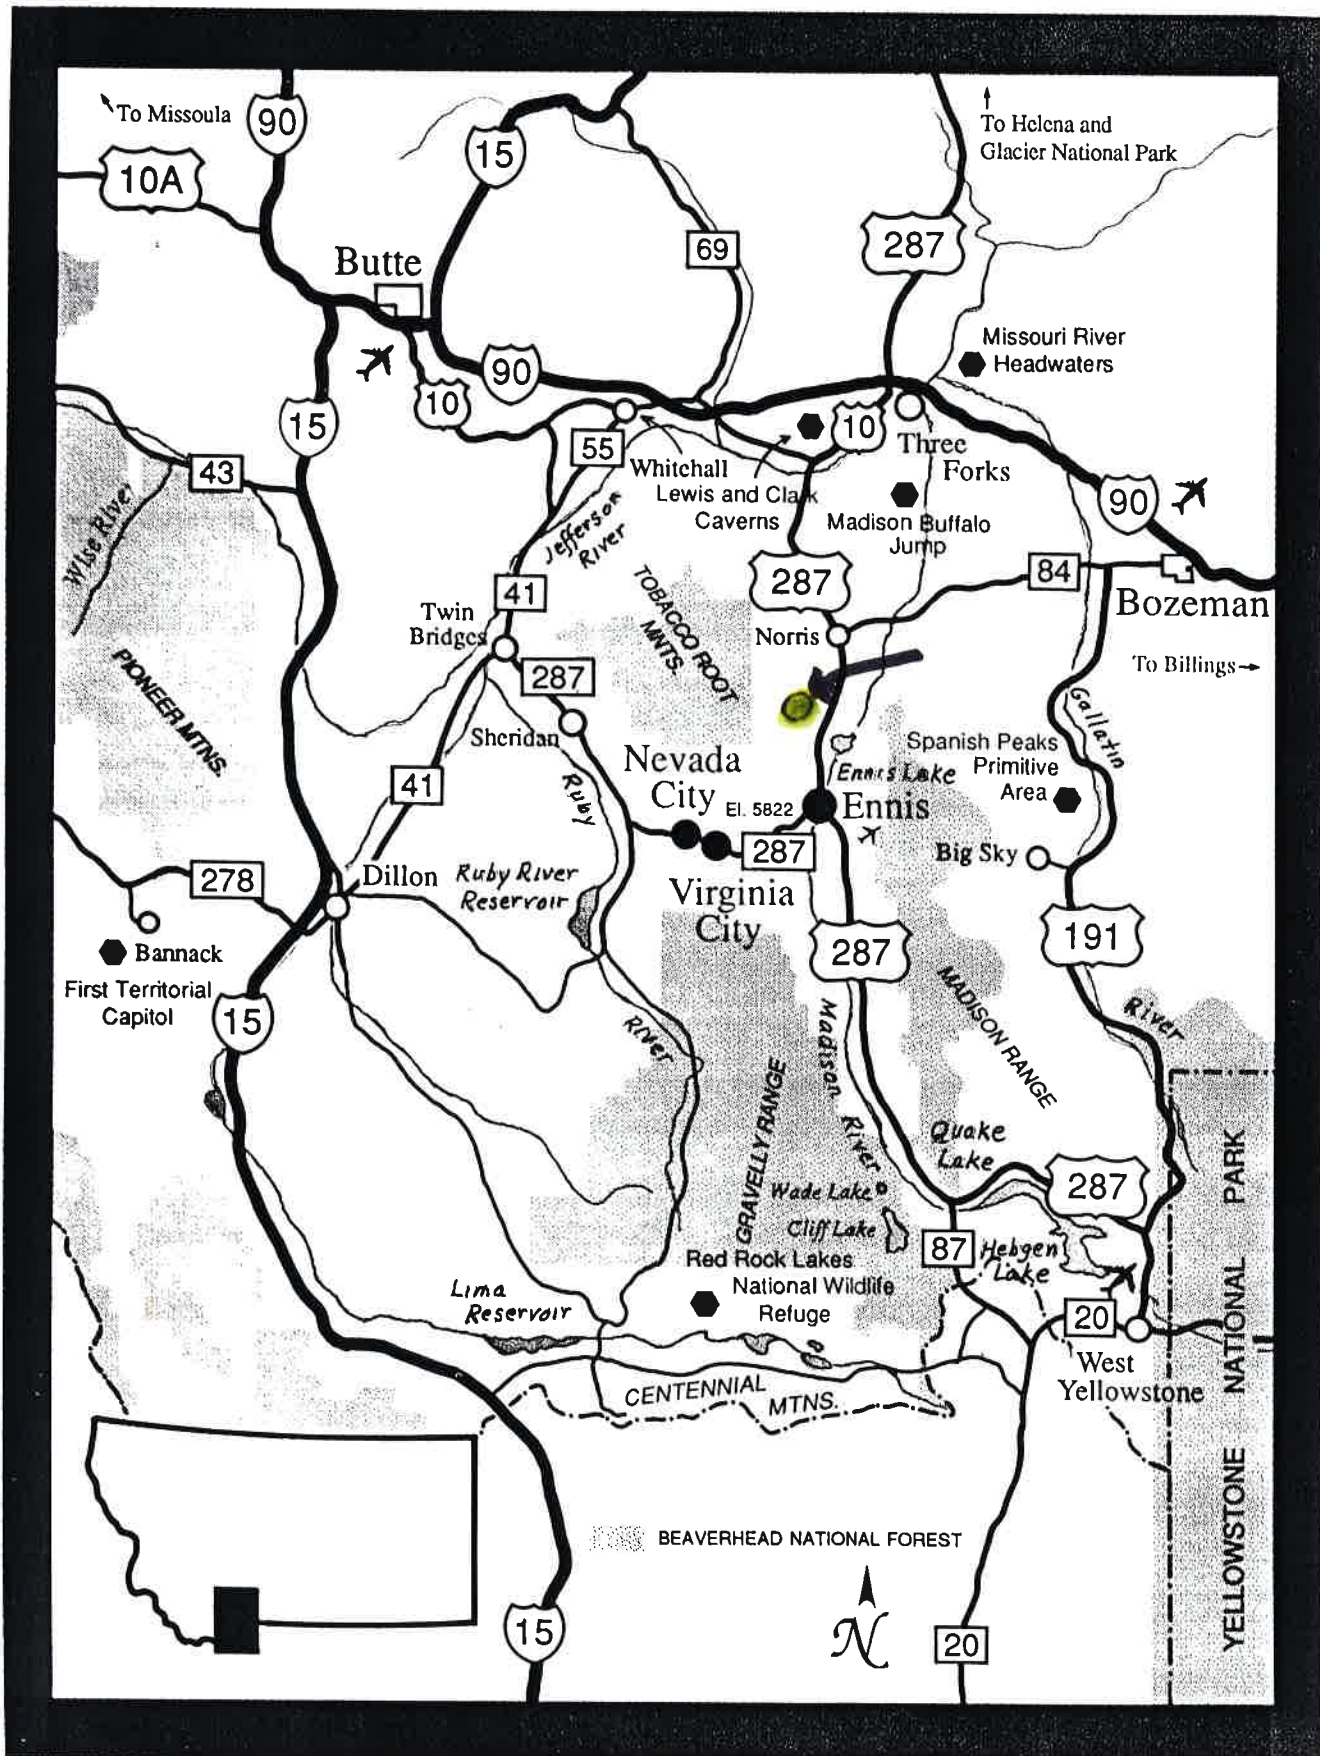 To Missoula
90
15
To Helena and
Glacier National Park
10A
69
287
Butte
Missouri River
Headwaters
90
10
15
10
Three
Forks
55
Whitchall
Lewis and Clark
Caverns
43
Wise River
Jefferson
River
Madison Buffalo
Jump
90
287
84
Bozeman
41
TOBACCO ROOT
MNTS.
Twin
Bridges
Norris
To Billings
287
PIONEER MTNS.
Sheridan
Gallatin
Spanish Peaks
Primitive
Area
Nevada
City
Ennis Lake
41
Ruby
El. 5822
Ennis
287
Big Sky
278
Dillon
Ruby River
Reservoir
Virginia
City
287
191
Bannack
First Territorial
Capitol
15
River
Madison
River
MADISON RANGE
River
GRAVELLY RANGE
Quake
Lake
287
Wade Lake
Cliff Lake
87
Hebgen
Lake
Red Rock Lakes
National Wildlife
Refuge
Lima
Reservoir
20
West
Yellowstone
CENTENNIAL
MTNS.
YELLOWSTONE NATIONAL PARK
BEAVERHEAD NATIONAL FOREST
N
15
20